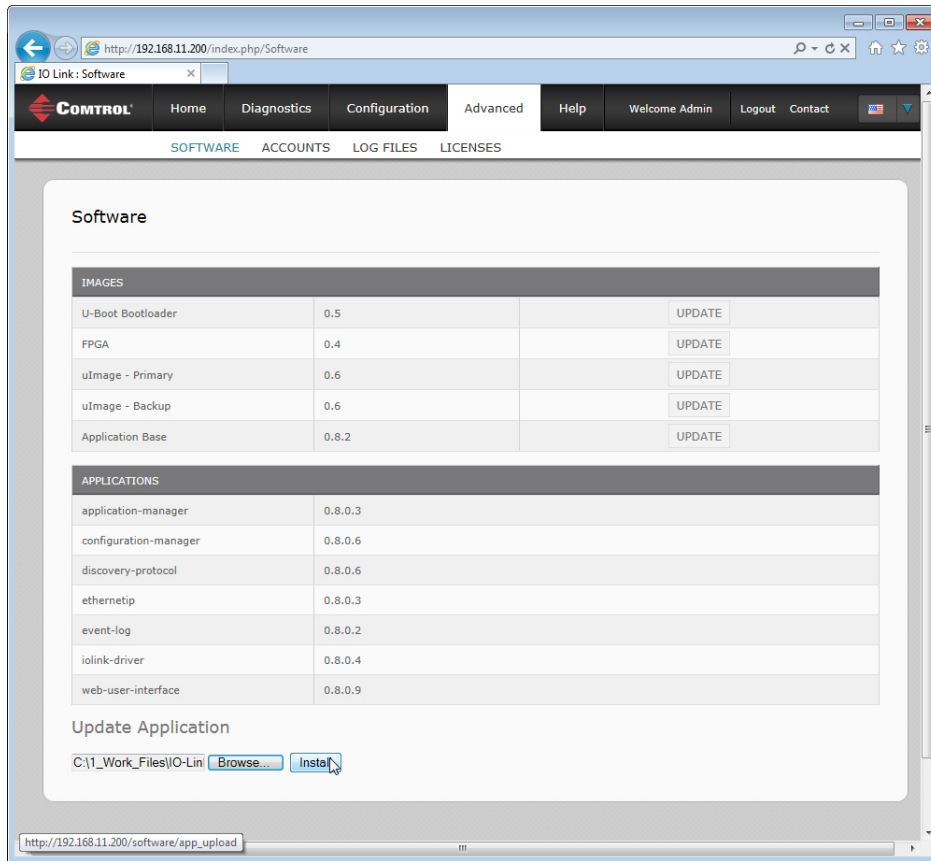 http://192.168.11.200/index.php/Software
IO Link : Software
COMTROL Home Diagnostics Configuration Advanced Help Welcome Admin Logout Contact
SOFTWARE ACCOUNTS LOG FILES LICENSES
Software
IMAGES
U-Boot Bootloader 0.5 UPDATE
FPGA 0.4 UPDATE
uImage - Primary 0.6 UPDATE
uImage - Backup 0.6 UPDATE
Application Base 0.8.2 UPDATE
APPLICATIONS
application-manager 0.8.0.3
configuration-manager 0.8.0.6
discovery-protocol 0.8.0.6
ethernetip 0.8.0.3
event-log 0.8.0.2
iolink-driver 0.8.0.4
web-user-interface 0.8.0.9
Update Application
C:\1_Work_Files\IO-Lin Browse... Install
http://192.168.11.200/software/app_upload